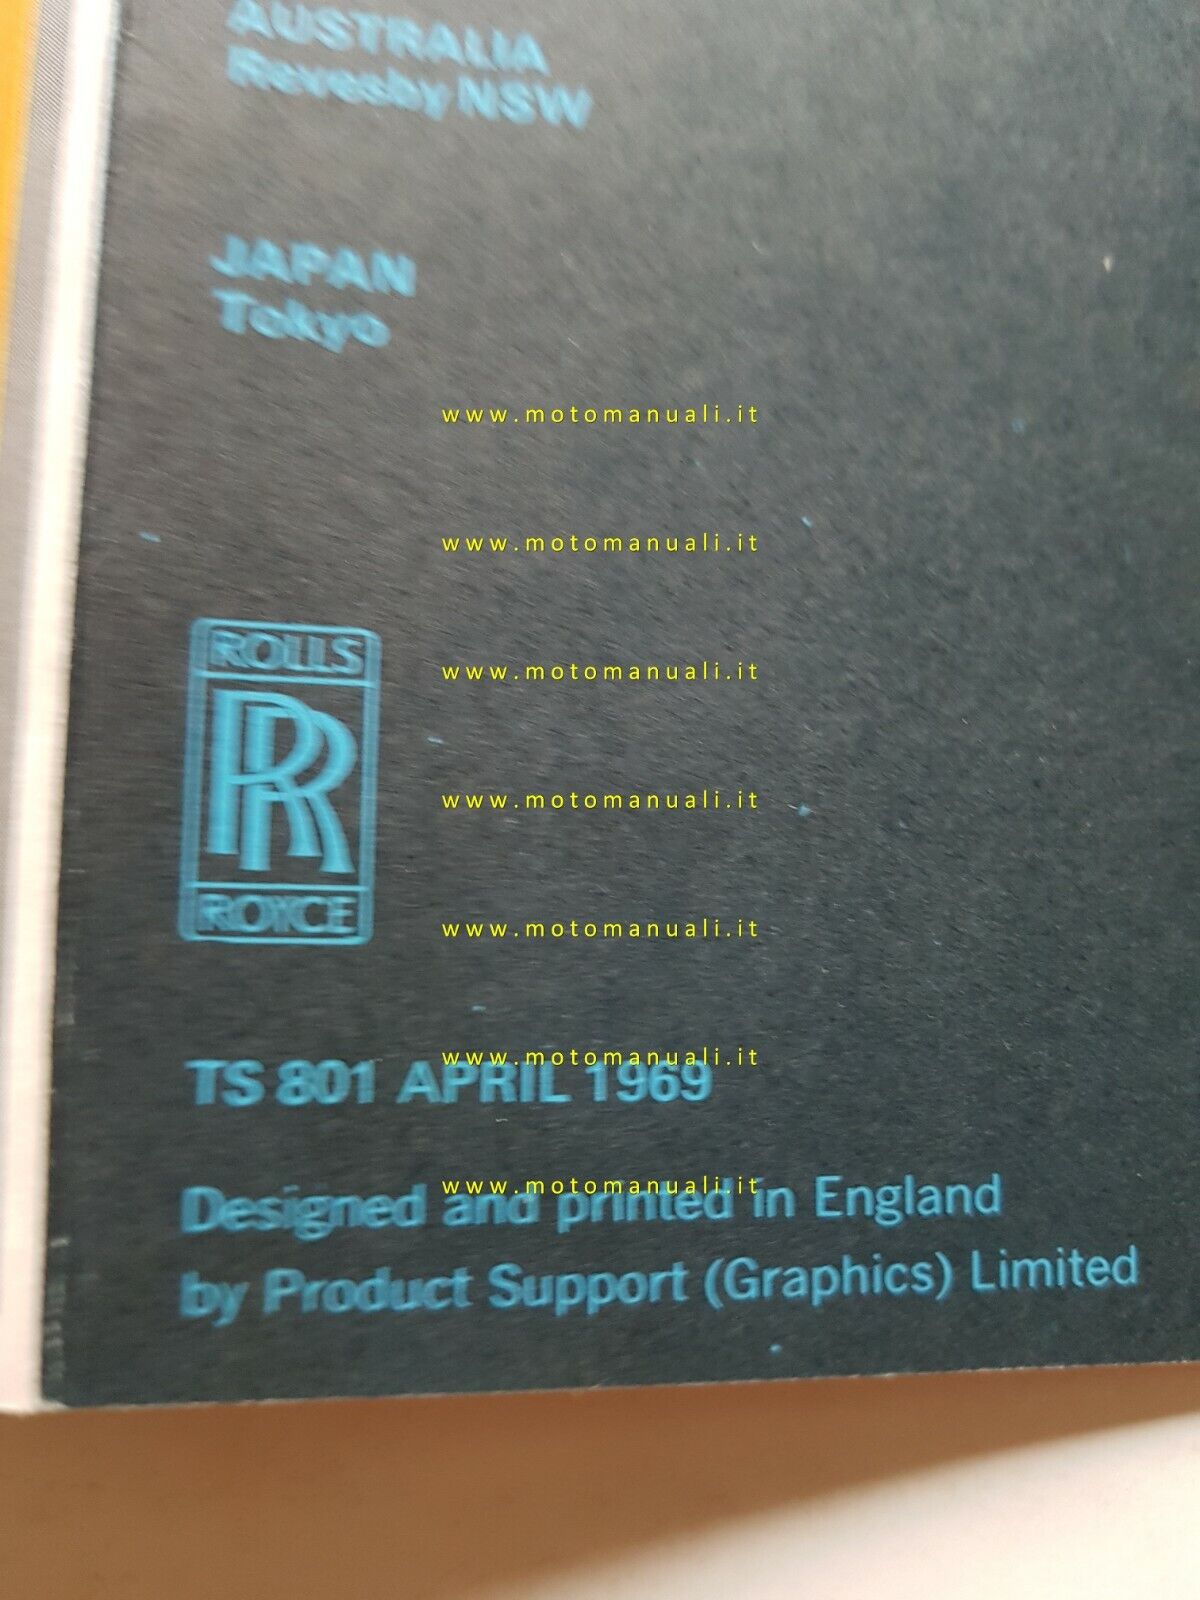 AUSTRALIA
Revesby NSW
JAPAN
Tokyo
www.motomanuali.it
www.motomanuali.it
www.motomanuali.it
ROLLS
RR
ROYCE
www.motomanuali.it
www.motomanuali.it
www.motomanuali.it
TS 801 APRIL 1969
www.motomanuali.it
Designed and printed in England
by Product Support (Graphics) Limited